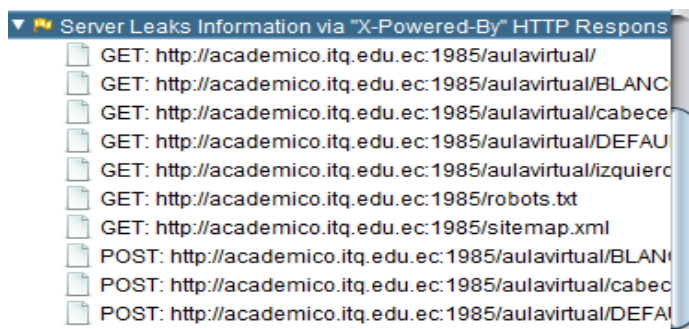 Server Leaks Information via "X-Powered-By" HTTP Respons
GET: http://academico.itq.edu.ec:1985/aulavirtual/
GET: http://academico.itq.edu.ec:1985/aulavirtual/BLANC
GET: http://academico.itq.edu.ec:1985/aulavirtual/cabece
GET: http://academico.itq.edu.ec:1985/aulavirtual/DEFAU
GET: http://academico.itq.edu.ec:1985/aulavirtual/izquierd
GET: http://academico.itq.edu.ec:1985/robots.txt
GET: http://academico.itq.edu.ec:1985/sitemap.xml
POST: http://academico.itq.edu.ec:1985/aulavirtual/BLAN
POST: http://academico.itq.edu.ec:1985/aulavirtual/cabec
POST: http://academico.itq.edu.ec:1985/aulavirtual/DEFA